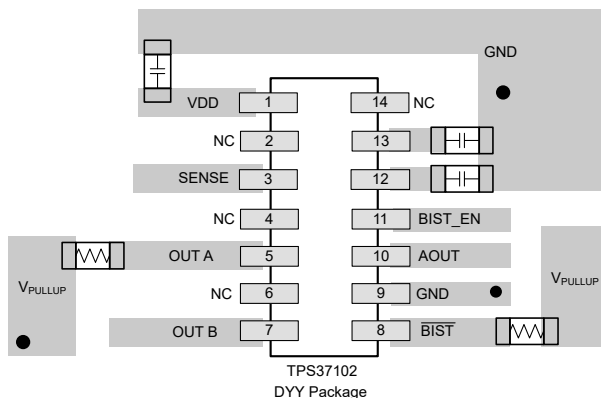 GND
VDD
1
14
NC
NC
2
13
SENSE
3
12
NC
4
11
BIST_EN
OUT A
5
10
AOUT
VPULLUP
VPULLUP
NC
6
9
GND
OUT B
7
8
BIST
TPS37102
DYY Package